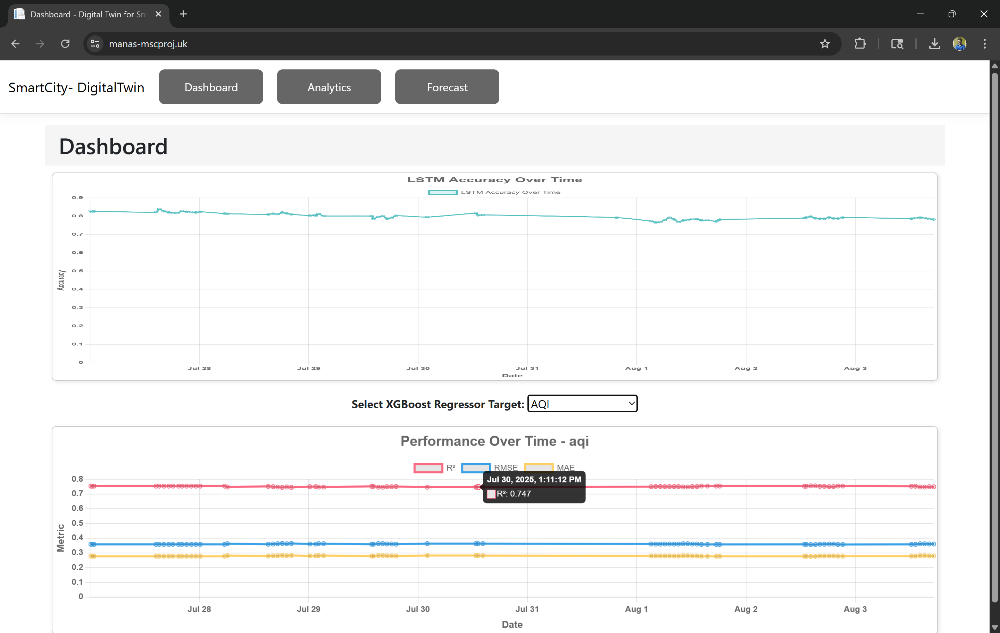 Dashboard - Digital Twin for Sm
manas-mscproj.uk
SmartCity- DigitalTwin
Dashboard
Analytics
Forecast
Dashboard
LSTM Accuracy Over Time
LSTM Accuracy Over Time
0.9
0.8
0.7
0.6
0.5
0.4
0.3
0.2
0.1
0
Accuracy
Jul 28 Jul 29 Jul 30 Jul 31 Aug 1 Aug 2 Aug 3
Date
Select XGBoost Regressor Target: AQI
Performance Over Time - aqi
R² RMSE MAE
Jul 30, 2025, 1:11:12 PM
R²: 0.747
0.8
0.7
0.6
0.5
0.4
0.3
0.2
0.1
0
Metric
Jul 28 Jul 29 Jul 30 Jul 31 Aug 1 Aug 2 Aug 3
Date